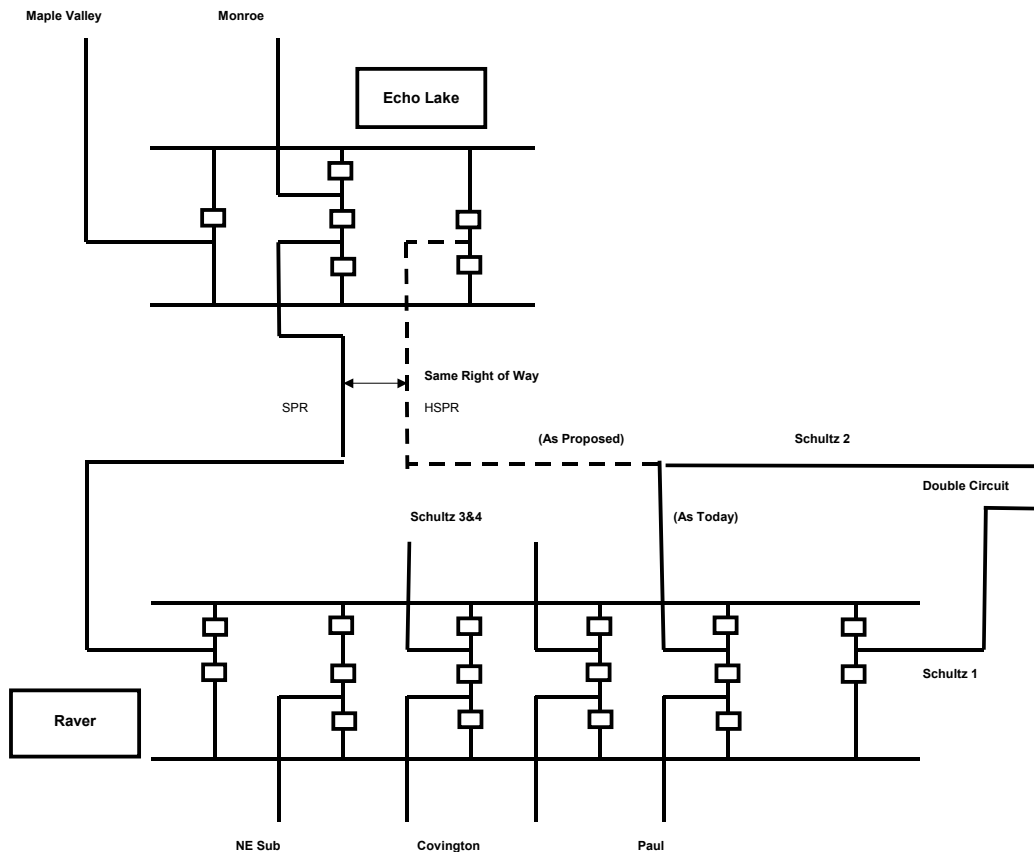 Maple Valley
Monroe
Echo Lake
Same Right of Way
SPR
HSPR
(As Proposed)
Schultz 2
Double Circuit
Schultz 3&4
(As Today)
Schultz 1
Raver
NE Sub
Covington
Paul